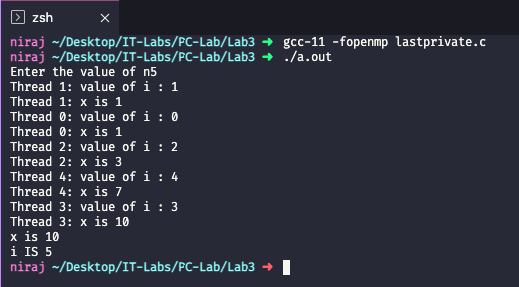 zsh
niraj ~/Desktop/IT-Labs/PC-Lab/Lab3 ➜ gcc-11 -fopenmp lastprivate.c
niraj ~/Desktop/IT-Labs/PC-Lab/Lab3 ➜ ./a.out
Enter the value of n5
Thread 1: value of i : 1
Thread 1: x is 1
Thread 0: value of i : 0
Thread 0: x is 1
Thread 2: value of i : 2
Thread 2: x is 3
Thread 4: value of i : 4
Thread 4: x is 7
Thread 3: value of i : 3
Thread 3: x is 10
x is 10
i IS 5
niraj ~/Desktop/IT-Labs/PC-Lab/Lab3 ➜